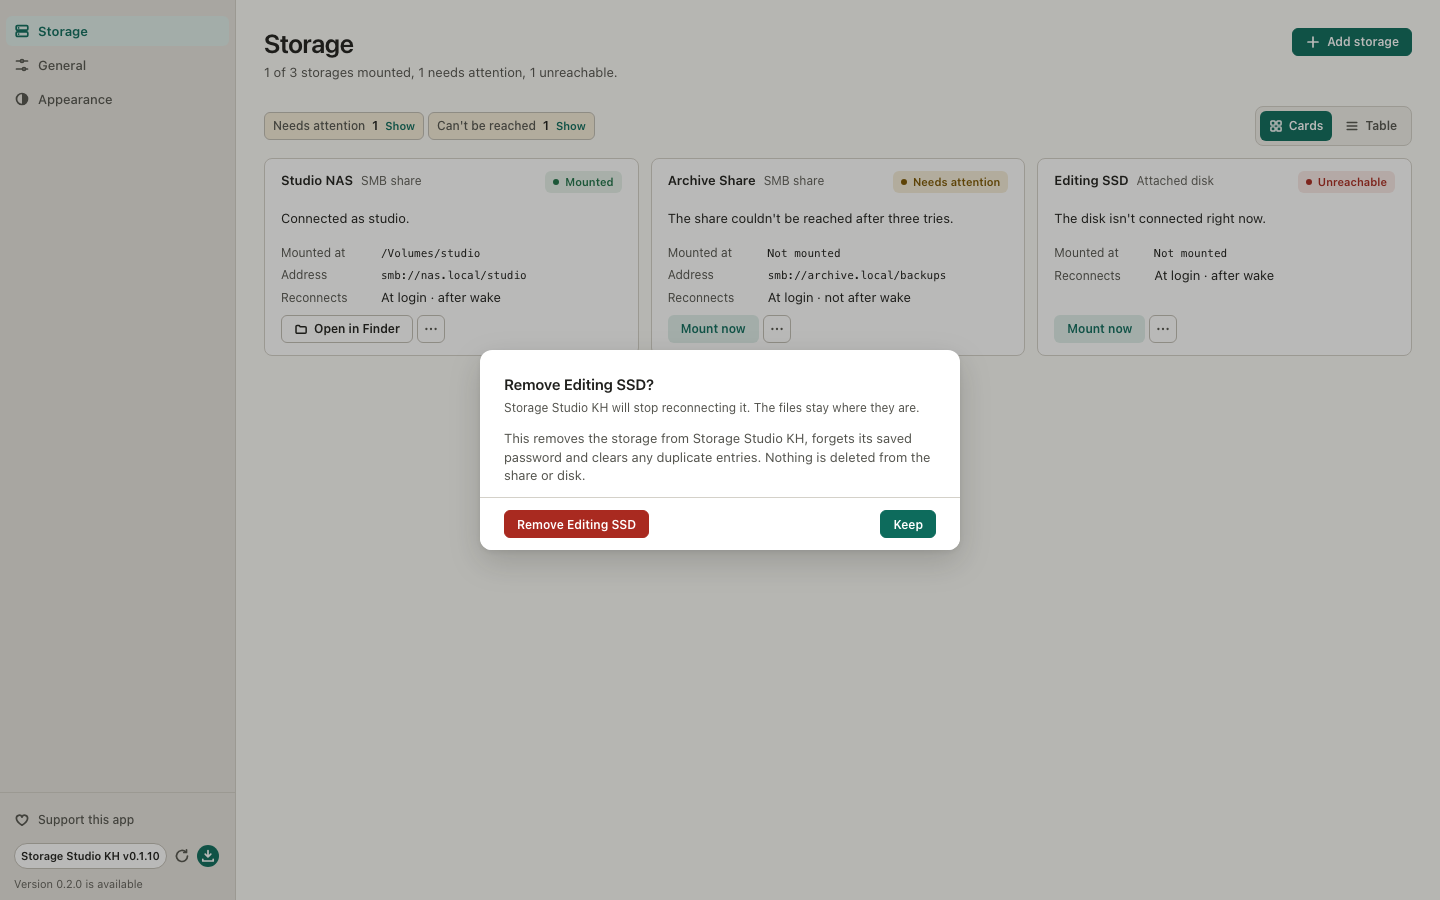 Storage
General
Appearance
Support this app
Storage Studio KH v0.1.10
Version 0.2.0 is available
Storage
1 of 3 storages mounted, 1 needs attention, 1 unreachable.
Add storage
Needs attention 1 Show
Can't be reached 1 Show
Cards
Table
Studio NAS SMB share
Mounted
Connected as studio.
Mounted at /Volumes/studio
Address smb://nas.local/studio
Reconnects At login · after wake
Open in Finder
Archive Share SMB share
Needs attention
The share couldn't be reached after three tries.
Mounted at Not mounted
Address smb://archive.local/backups
Reconnects At login · not after wake
Mount now
Editing SSD Attached disk
Unreachable
The disk isn't connected right now.
Mounted at Not mounted
Reconnects At login · after wake
Mount now
Remove Editing SSD?
Storage Studio KH will stop reconnecting it. The files stay where they are.
This removes the storage from Storage Studio KH, forgets its saved
password and clears any duplicate entries. Nothing is deleted from the
share or disk.
Remove Editing SSD
Keep